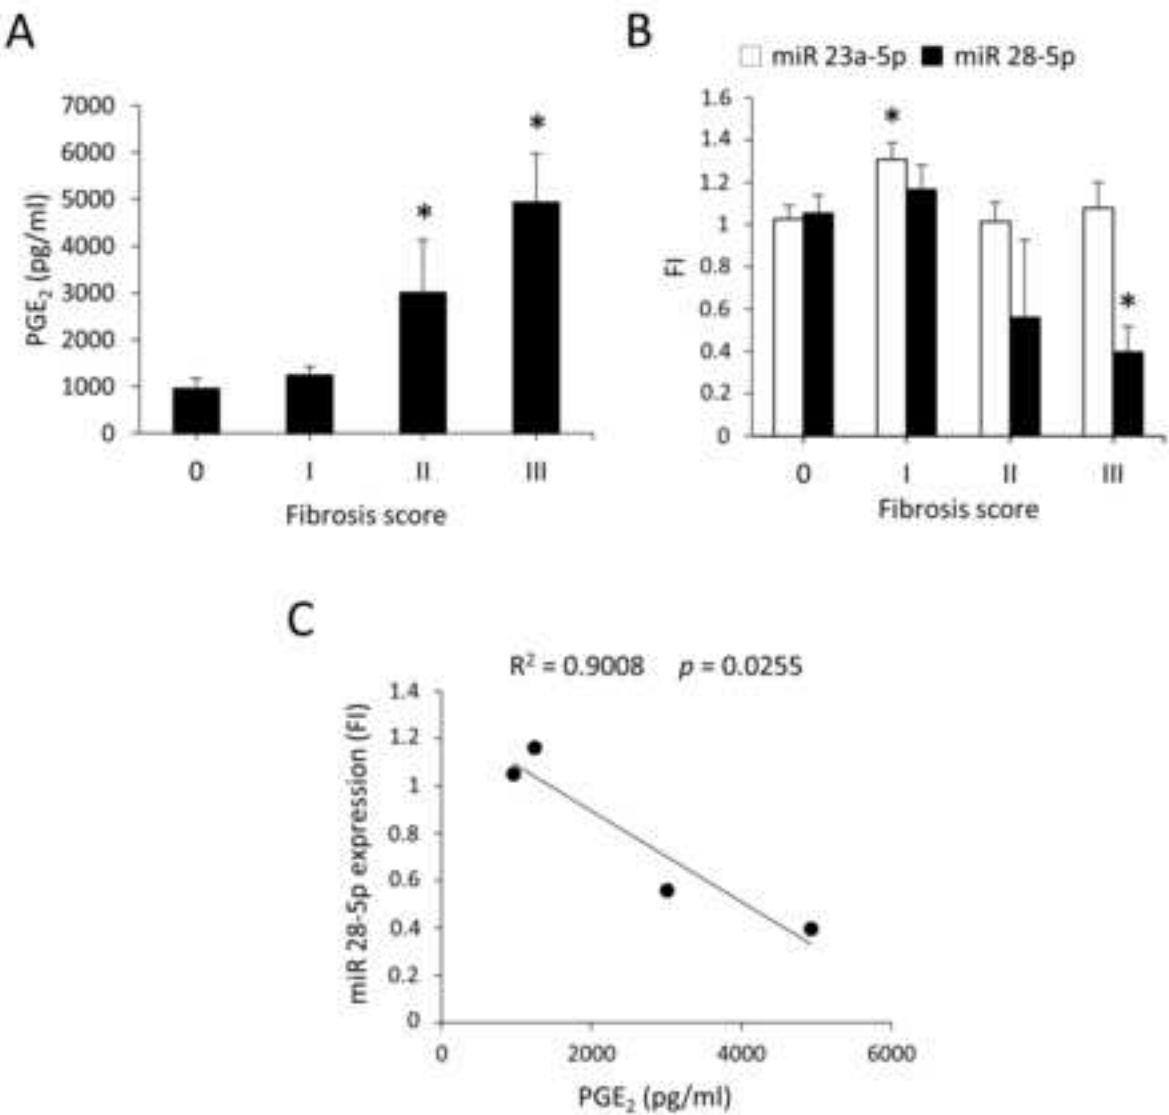 A
7000
6000
5000
4000
3000
2000
1000
0
PGE₂ (pg/ml)
*
*
0 I II III
Fibrosis score
B
miR 23a-5p miR 28-5p
1.6
1.4
1.2
1
0.8
0.6
0.4
0.2
0
FI
*
*
0 I II III
Fibrosis score
C
R² = 0.9008 p = 0.0255
1.4
1.2
1
0.8
0.6
0.4
0.2
0
miR 28-5p expression (FI)
0 2000 4000 6000
PGE₂ (pg/ml)